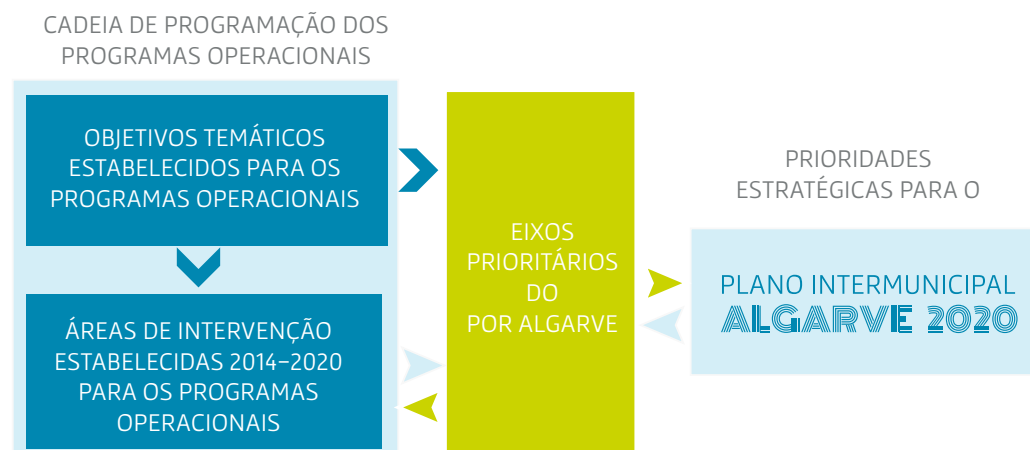 CADEIA DE PROGRAMAÇÃO DOS
PROGRAMAS OPERACIONAIS
OBJETIVOS TEMÁTICOS
ESTABELECIDOS PARA OS
PROGRAMAS OPERACIONAIS
ÁREAS DE INTERVENÇÃO
ESTABELECIDAS 2014-2020
PARA OS PROGRAMAS
OPERACIONAIS
EIXOS
PRIORITÁRIOS
DO
POR ALGARVE
PRIORIDADES
ESTRATÉGICAS PARA O
PLANO INTERMUNICIPAL
ALGARVE 2020